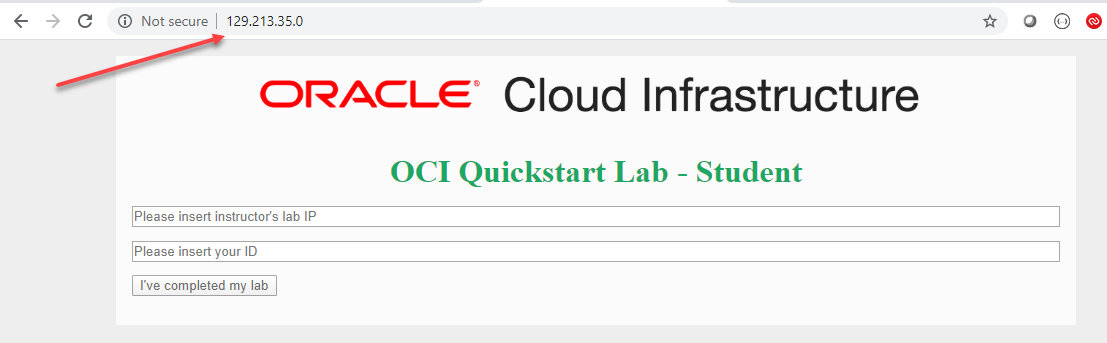 Not secure 129.213.35.0
ORACLE® Cloud Infrastructure
OCI Quickstart Lab - Student
Please insert instructor's lab IP
Please insert your ID
I've completed my lab